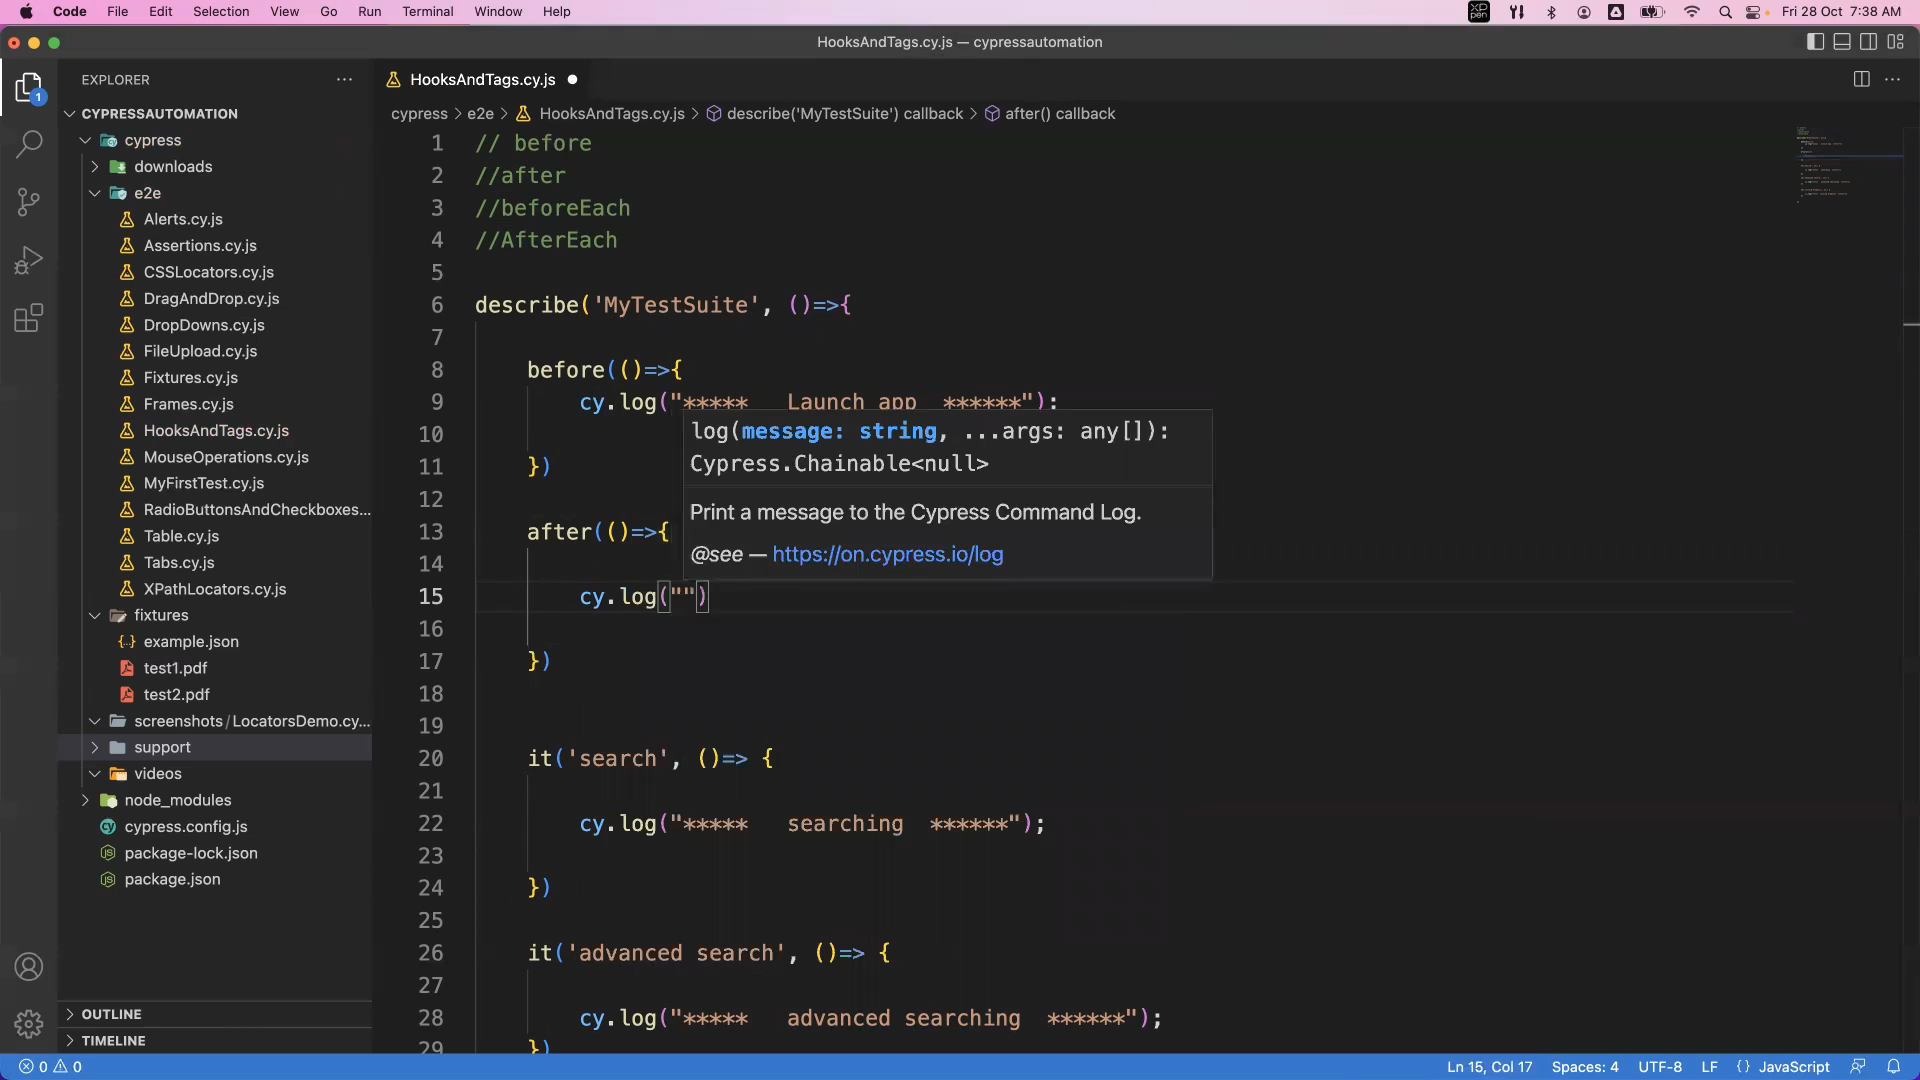 Code File Edit Selection View Go Run Terminal Window Help
XP PEN
Fri 28 Oct 7:38 AM
HooksAndTags.cy.js — cypressautomation
1
EXPLORER
CYPRESSAUTOMATION
cypress
downloads
e2e
Alerts.cy.js
Assertions.cy.js
CSSLocators.cy.js
DragAndDrop.cy.js
DropDowns.cy.js
FileUpload.cy.js
Fixtures.cy.js
Frames.cy.js
HooksAndTags.cy.js
MouseOperations.cy.js
MyFirstTest.cy.js
RadioButtonsAndCheckboxes...
Table.cy.js
Tabs.cy.js
XPathLocators.cy.js
fixtures
example.json
test1.pdf
test2.pdf
screenshots/LocatorsDemo.cy...
support
videos
node_modules
cypress.config.js
package-lock.json
package.json
OUTLINE
TIMELINE
HooksAndTags.cy.js
cypress > e2e > HooksAndTags.cy.js > describe('MyTestSuite') callback > after() callback
1 // before
2 //after
3 //beforeEach
4 //AfterEach
5
6 describe('MyTestSuite', ()=>{
7
8 before(()=>{
9 cy.log("***** Launch app ******");
10
11 })
12
13 after(()=>{
14
15 cy.log("")
16
17 })
18
19
20 it('search', ()=> {
21
22 cy.log("***** searching ******");
23
24 })
25
26 it('advanced search', ()=> {
27
28 cy.log("***** advanced searching ******");
29 })
log(message: string, ...args: any[]):
Cypress.Chainable<null>
Print a message to the Cypress Command Log.
@see — https://on.cypress.io/log
0 0
Ln 15, Col 17 Spaces: 4 UTF-8 LF {} JavaScript